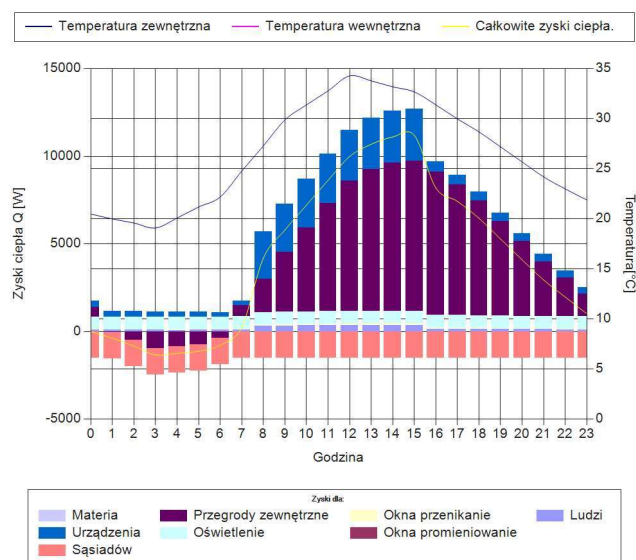 Temperatura zewnętrzna Temperatura wewnętrzna Całkowite zyski ciepła.
15000 35
30
10000 25
20
5000 15
0 10
5
-5000 0
Zyski ciepła Q [W]
Temperatura[°C]
0 1 2 3 4 5 6 7 8 9 10 11 12 13 14 15 16 17 18 19 20 21 22 23
Godzina
Zyski dla:
Materia Przegrody zewnętrzne Okna przenikanie Ludzi
Urządzenia Oświetlenie Okna promieniowanie
Sąsiadów